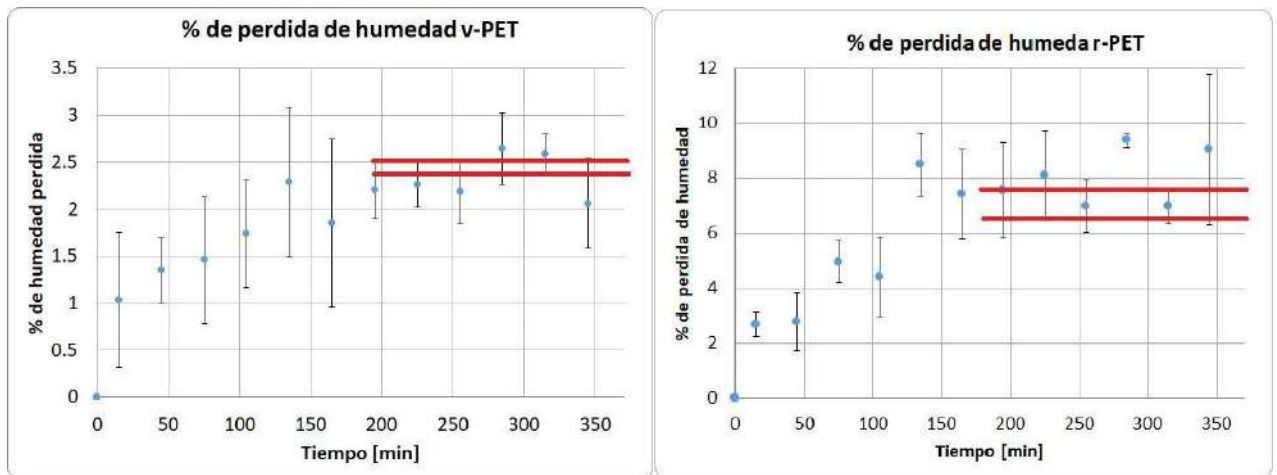 % de perdida de humedad v-PET
3.5
3
2.5
2
1.5
1
0.5
0
% de humedad perdida
0 50 100 150 200 250 300 350
Tiempo [min]
% de perdida de humeda r-PET
12
10
8
6
4
2
0
% de perdida de humedad
0 50 100 150 200 250 300 350
Tiempo [min]